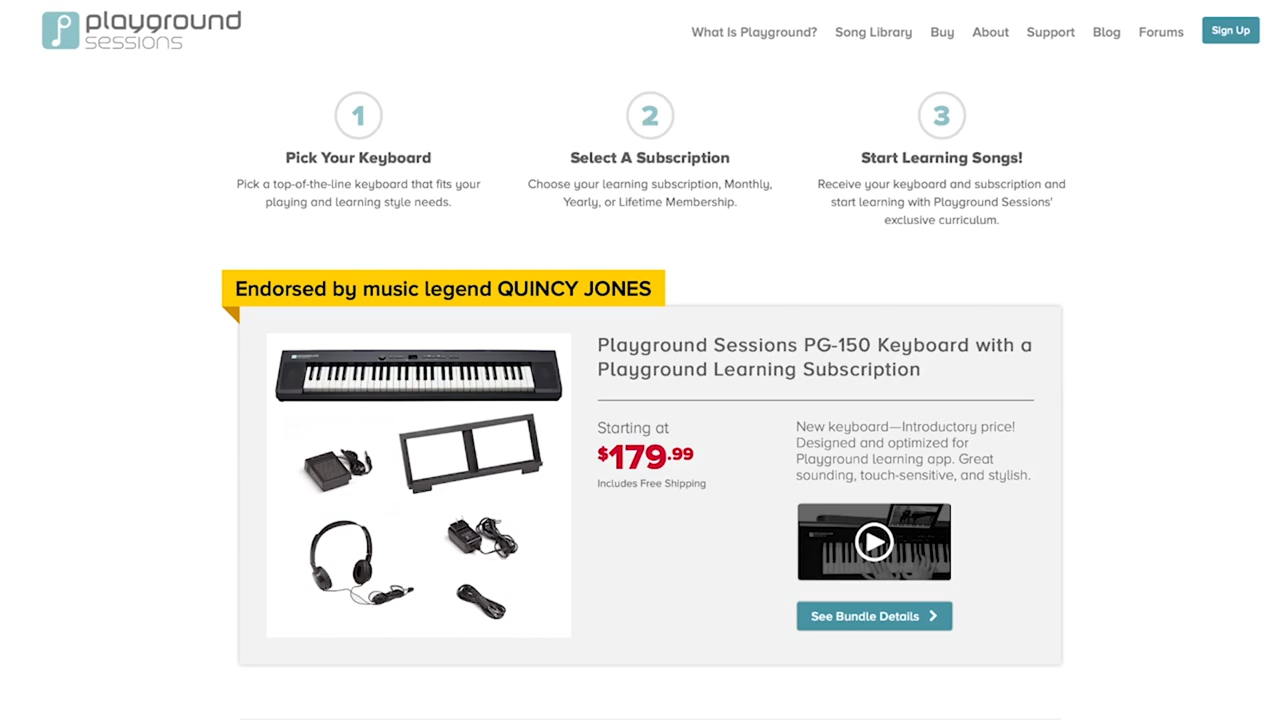 playground
sessions
What Is Playground?
Song Library
Buy
About
Support
Blog
Forums
Sign Up
1
Pick Your Keyboard
Pick a top-of-the-line keyboard that fits your
playing and learning style needs.
2
Select A Subscription
Choose your learning subscription, Monthly,
Yearly, or Lifetime Membership.
3
Start Learning Songs!
Receive your keyboard and subscription and
start learning with Playground Sessions'
exclusive curriculum.
Endorsed by music legend QUINCY JONES
Playground Sessions PG-150 Keyboard with a
Playground Learning Subscription
Starting at
$179.99
Includes Free Shipping
New keyboard—Introductory price!
Designed and optimized for
Playground learning app. Great
sounding, touch-sensitive, and stylish.
See Bundle Details